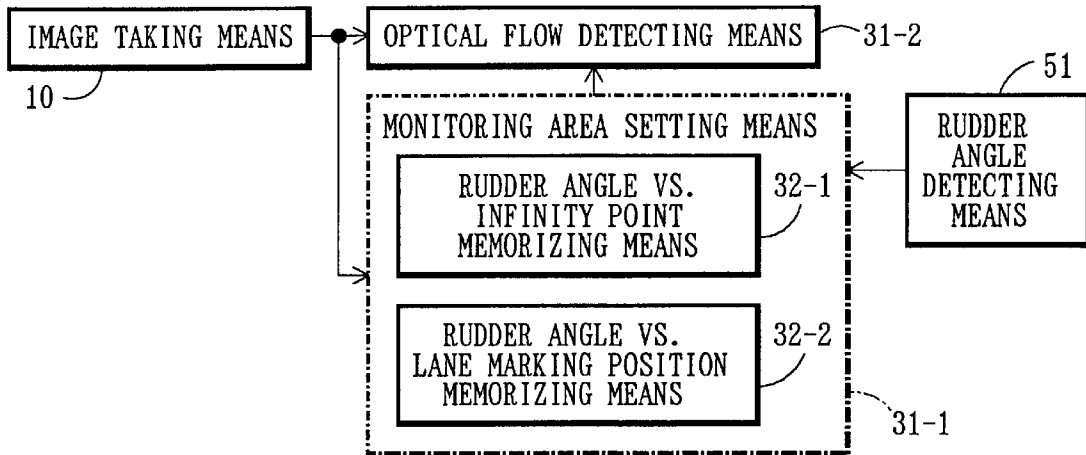 IMAGE TAKING MEANS
10
OPTICAL FLOW DETECTING MEANS
31-2
51
RUDDER
ANGLE
DETECTING
MEANS
MONITORING AREA SETTING MEANS
RUDDER ANGLE VS.
INFINITY POINT
MEMORIZING MEANS
32-1
RUDDER ANGLE VS.
LANE MARKING POSITION
MEMORIZING MEANS
32-2
31-1